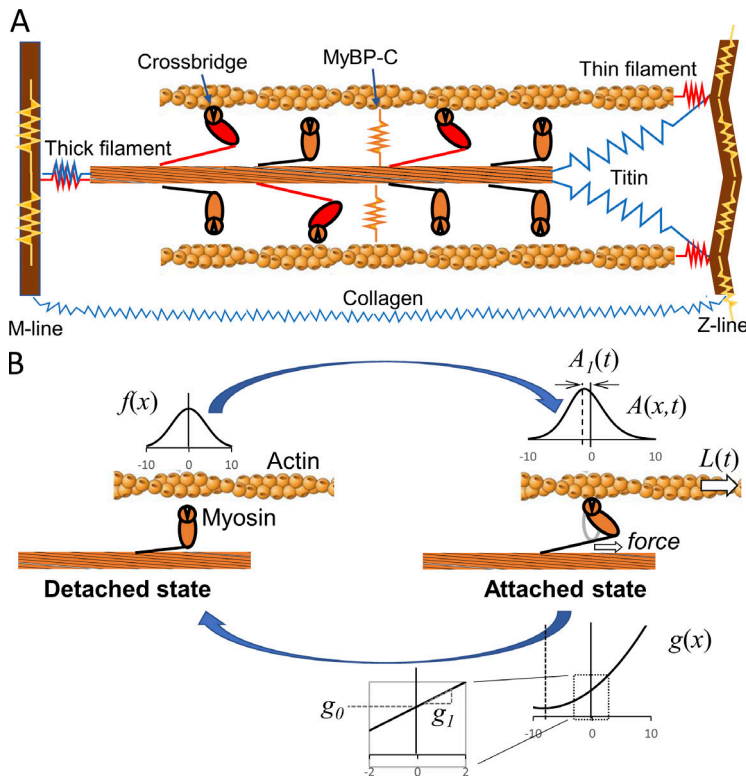 A
Crossbridge
MyBP-C
Thin filament
Thick filament
Titin
Collagen
M-line
Z-line
B
A₁(t)
f(x)
A(x,t)
-10 0 10
-10 0 10
Actin
L(t)
Myosin
force
Detached state
Attached state
g(x)
g₀
g₁
-10 0 10
-2 0 2